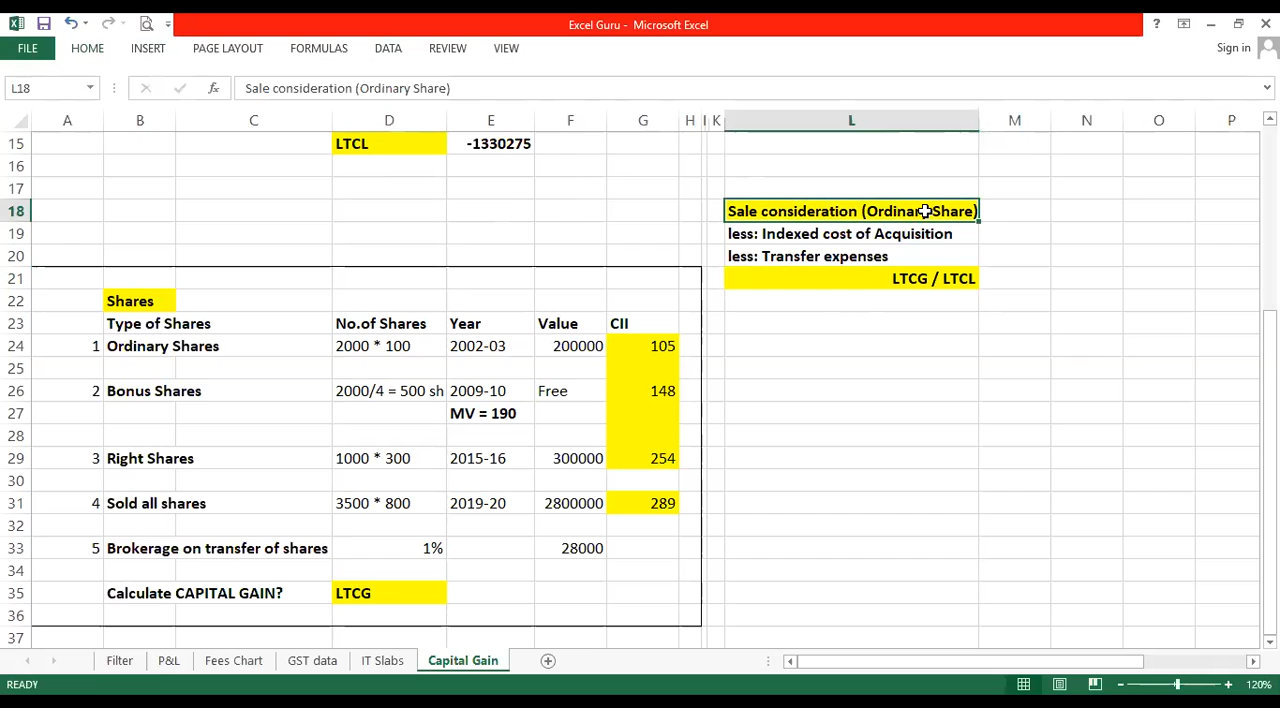 Excel Guru - Microsoft Excel
?
FILE HOME INSERT PAGE LAYOUT FORMULAS DATA REVIEW VIEW Sign in
L18 fx Sale consideration (Ordinary Share)
A B C D E F G H I K L M N O P
15 LTCL -1330275
16
17
18 Sale consideration (Ordinary Share)
19 less: Indexed cost of Acquisition
20 less: Transfer expenses
21 LTCG / LTCL
22 Shares
23 Type of Shares No.of Shares Year Value CII
24 1 Ordinary Shares 2000 * 100 2002-03 200000 105
25
26 2 Bonus Shares 2000/4 = 500 sh 2009-10 Free 148
27 MV = 190
28
29 3 Right Shares 1000 * 300 2015-16 300000 254
30
31 4 Sold all shares 3500 * 800 2019-20 2800000 289
32
33 5 Brokerage on transfer of shares 1% 28000
34
35 Calculate CAPITAL GAIN? LTCG
36
37
Filter P&L Fees Chart GST data IT Slabs Capital Gain
READY 120%